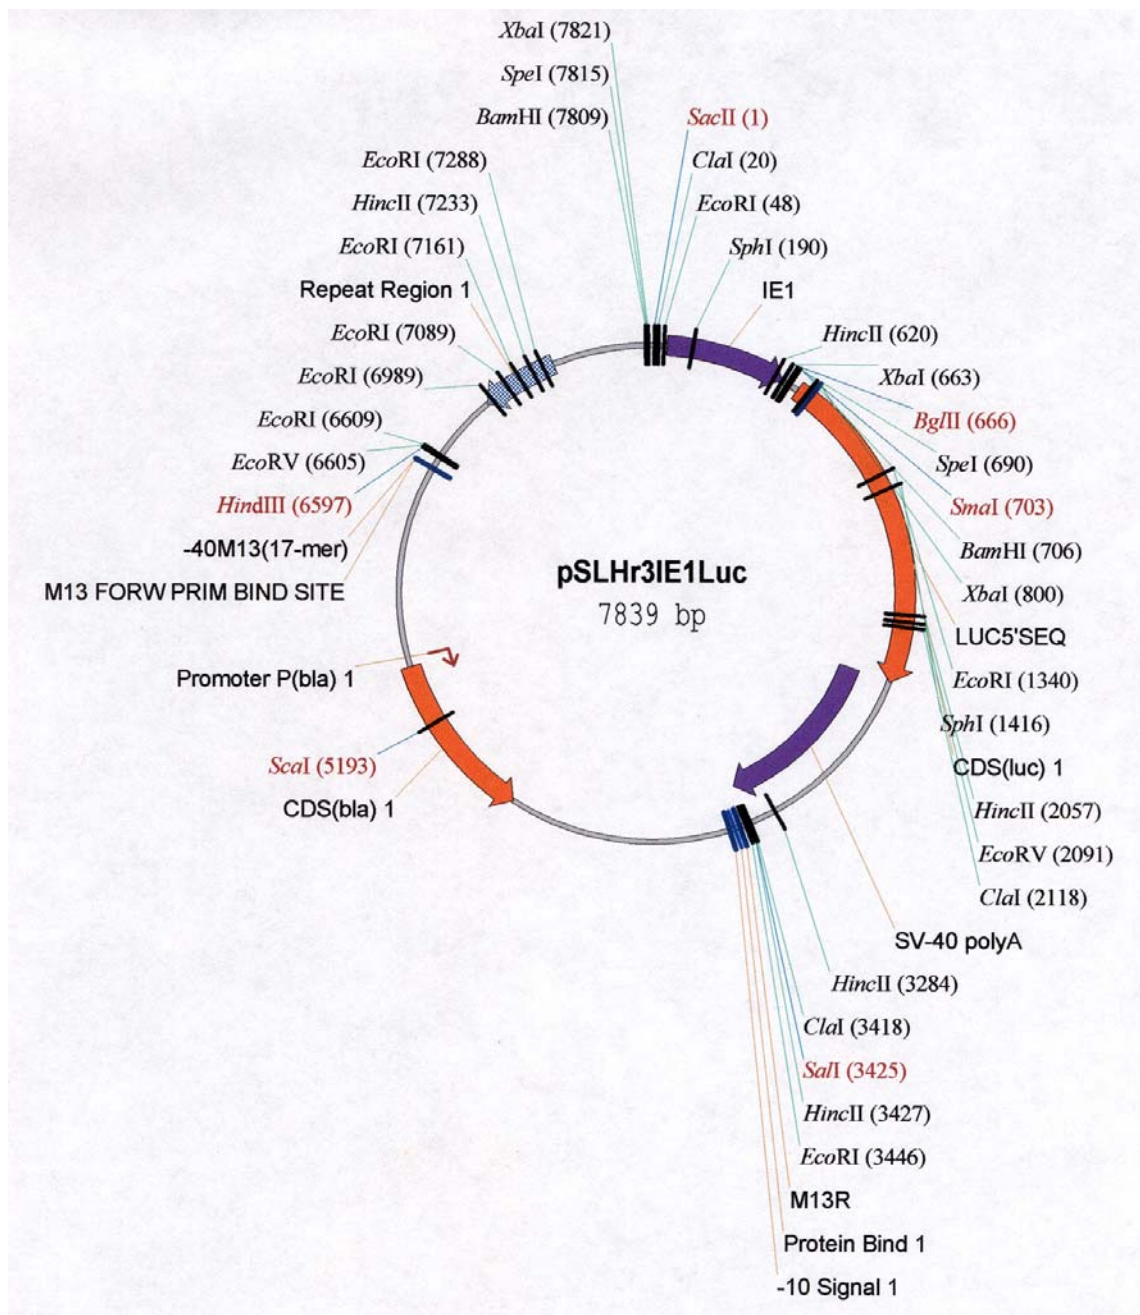 XbaI (7821)
SpeI (7815)
BamHI (7809)
EcoRI (7288)
HincII (7233)
EcoRI (7161)
Repeat Region 1
EcoRI (7089)
EcoRI (6989)
EcoRI (6609)
EcoRV (6605)
HindIII (6597)
-40M13(17-mer)
M13 FORW PRIM BIND SITE
Promoter P(bla) 1
ScaI (5193)
CDS(bla) 1
pSLHr3IE1Luc
7839 bp
SacII (1)
ClaI (20)
EcoRI (48)
SphI (190)
IE1
HincII (620)
XbaI (663)
BglII (666)
SpeI (690)
SmaI (703)
BamHI (706)
XbaI (800)
LUC5'SEQ
EcoRI (1340)
SphI (1416)
CDS(luc) 1
HincII (2057)
EcoRV (2091)
ClaI (2118)
SV-40 polyA
HincII (3284)
ClaI (3418)
SalI (3425)
HincII (3427)
EcoRI (3446)
M13R
Protein Bind 1
-10 Signal 1